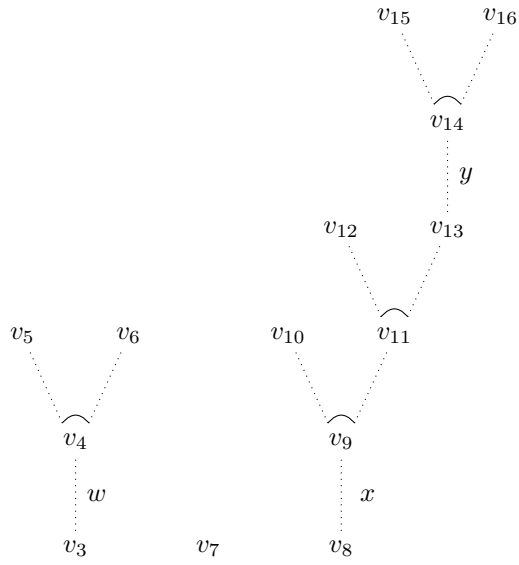 v₁₅ v₁₆
v₁₄
y
v₁₂ v₁₃
v₅ v₆ v₁₀ v₁₁
v₄ v₉
w x
v₃ v₇ v₈